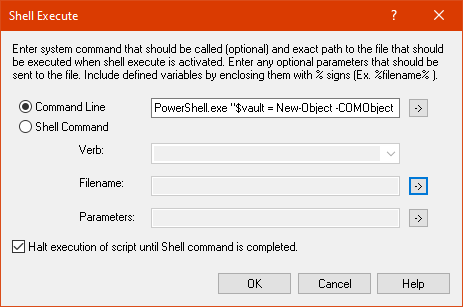 Shell Execute
Enter system command that should be called (optional) and exact path to the file that should
be executed when shell execute is activated. Enter any optional parameters that should be
sent to the file. Include defined variables by enclosing them with % signs (Ex. %filename% ).
Command Line
PowerShell.exe "$vault = New-Object -COMObject
->
Shell Command
Verb:
Filename:
->
Parameters:
->
Halt execution of script until Shell command is completed.
OK
Cancel
Help